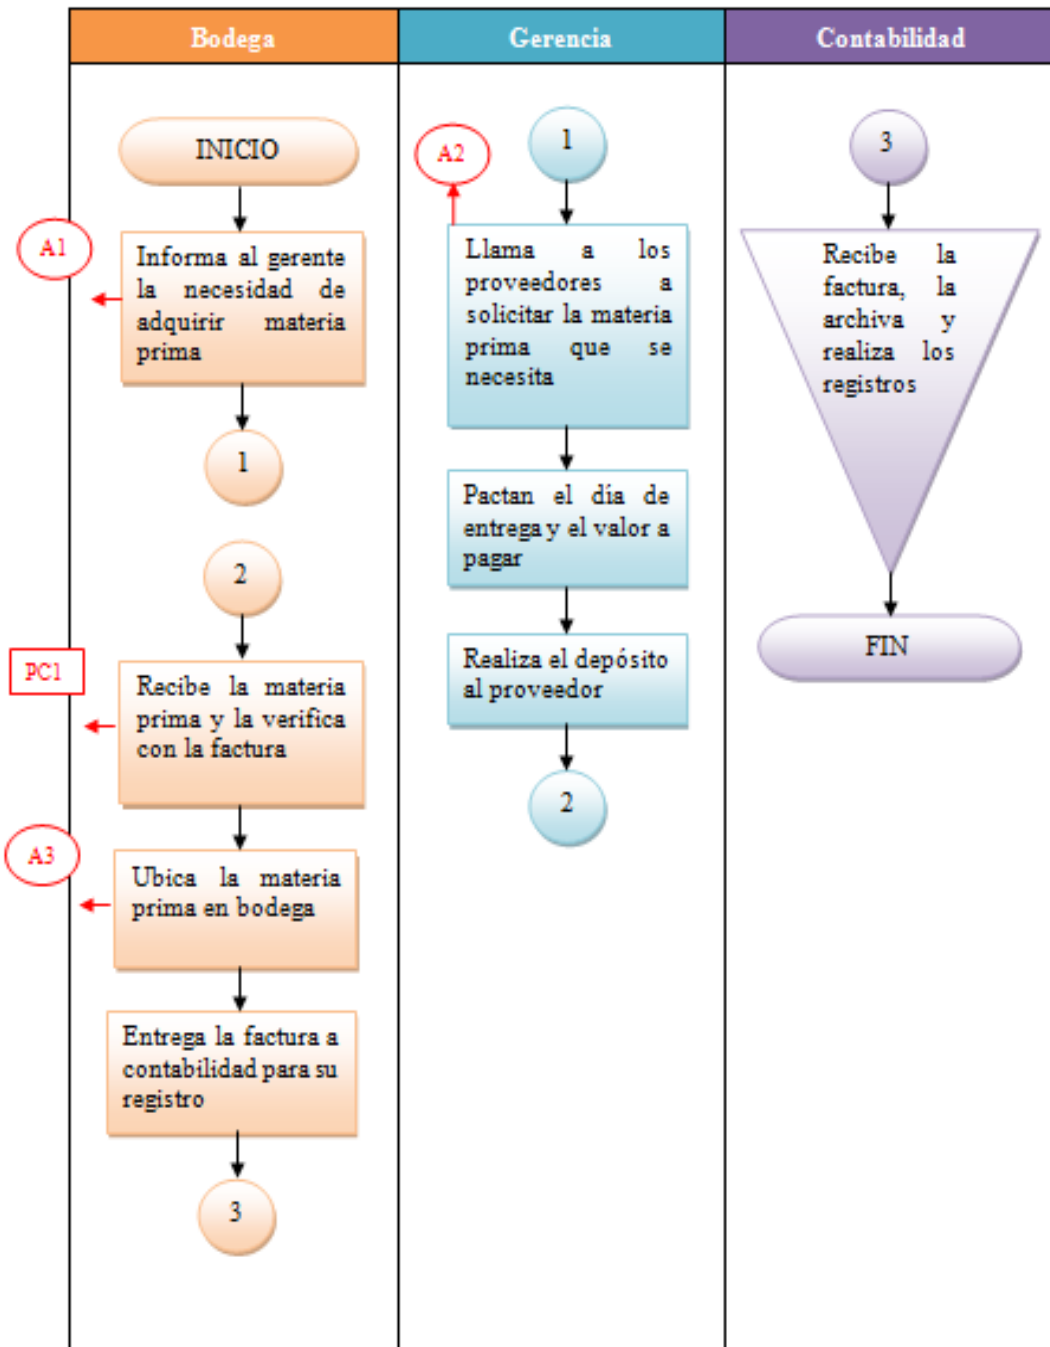 Bodega
Gerencia
Contabilidad
INICIO
A1
Informa al gerente
la necesidad de
adquirir materia
prima
1
2
PC1
Recibe la materia
prima y la verifica
con la factura
A3
Ubica la materia
prima en bodega
Entrega la factura a
contabilidad para su
registro
3
A2
1
Llama a los
proveedores a
solicitar la materia
prima que se
necesita
Pactan el día de
entrega y el valor a
pagar
Realiza el depósito
al proveedor
2
3
Recibe la
factura, la
archiva y
realiza los
registros
FIN